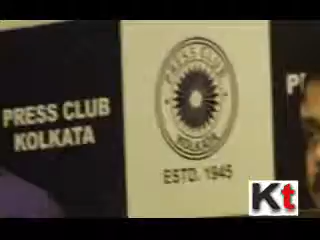 PRESS CLUB
KOLKATA
PRESS CLUB
KOLKATA
ESTD. 1945
P
Kt